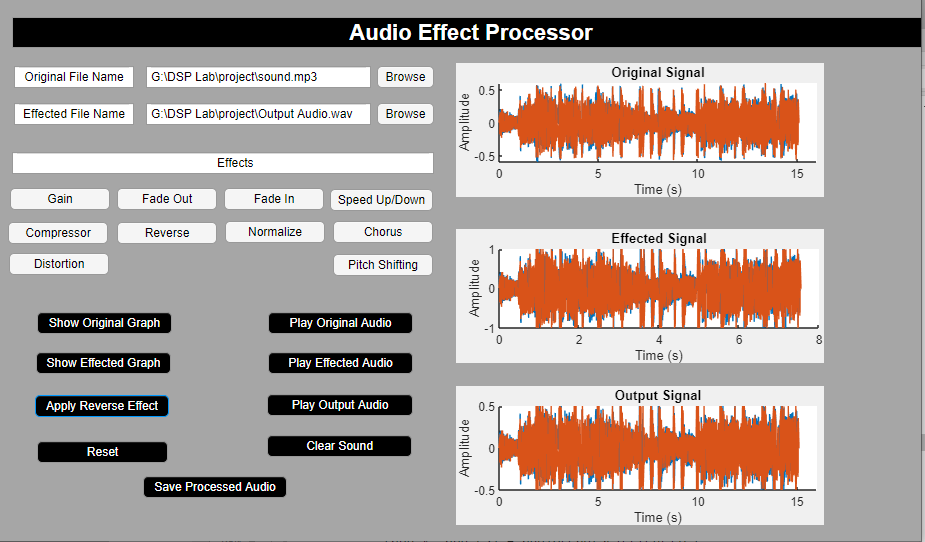 Audio Effect Processor
Original File Name
G:\DSP Lab\project\sound.mp3
Browse
Effected File Name
G:\DSP Lab\project\Output Audio.wav
Browse
Effects
Gain
Fade Out
Fade In
Speed Up/Down
Compressor
Reverse
Normalize
Chorus
Distortion
Pitch Shifting
Show Original Graph
Play Original Audio
Show Effected Graph
Play Effected Audio
Apply Reverse Effect
Play Output Audio
Reset
Clear Sound
Save Processed Audio
Original Signal
Amplitude
0.5
0
-0.5
0 5 10 15
Time (s)
Effected Signal
Amplitude
1
0
-1
0 2 4 6 8
Time (s)
Output Signal
Amplitude
0.5
0
-0.5
0 5 10 15
Time (s)